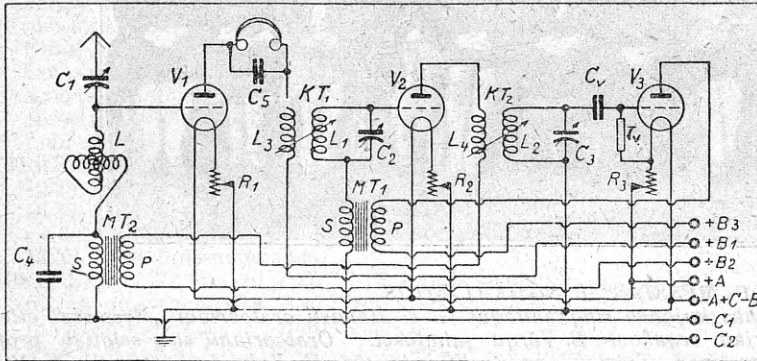 C1
V1
C5
KT1
V2
KT2
Cv
V3
L
L3
L1
C2
L4
L2
C3
rv
R1
R2
R3
MT1
S
P
MT2
C4
S
P
+B3
+B1
+B2
+A
-A+C-B
-C1
-C2